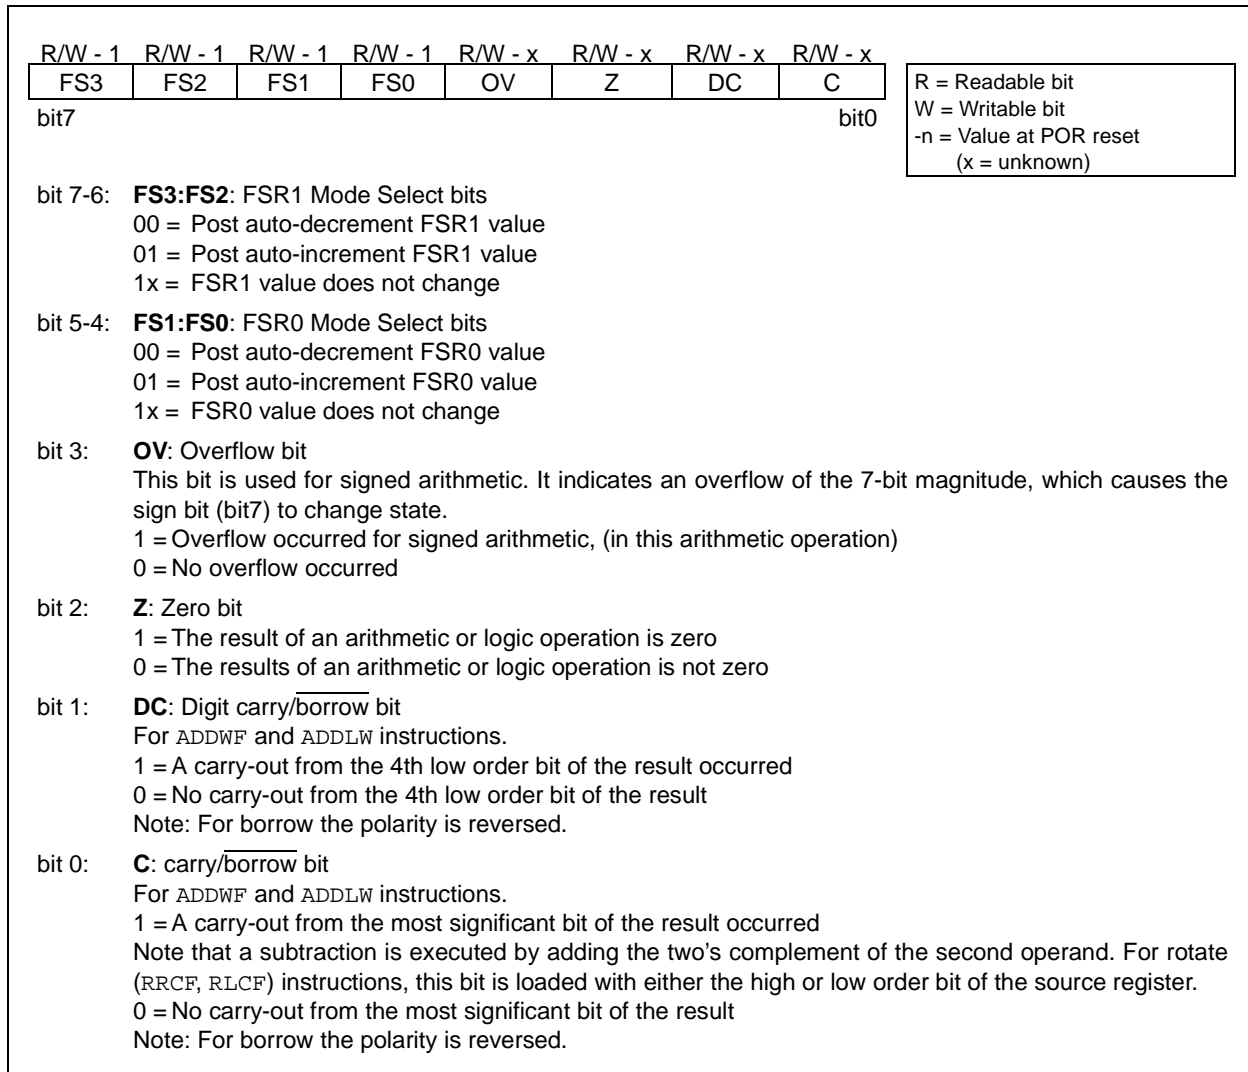 R/W - 1 R/W - 1 R/W - 1 R/W - 1 R/W - x R/W - x R/W - x R/W - x
FS3 FS2 FS1 FS0 OV Z DC C
bit7 bit0
R = Readable bit
W = Writable bit
-n = Value at POR reset
(x = unknown)
bit 7-6: FS3:FS2: FSR1 Mode Select bits
00 = Post auto-decrement FSR1 value
01 = Post auto-increment FSR1 value
1x = FSR1 value does not change
bit 5-4: FS1:FS0: FSR0 Mode Select bits
00 = Post auto-decrement FSR0 value
01 = Post auto-increment FSR0 value
1x = FSR0 value does not change
bit 3: OV: Overflow bit
This bit is used for signed arithmetic. It indicates an overflow of the 7-bit magnitude, which causes the
sign bit (bit7) to change state.
1 = Overflow occurred for signed arithmetic, (in this arithmetic operation)
0 = No overflow occurred
bit 2: Z: Zero bit
1 = The result of an arithmetic or logic operation is zero
0 = The results of an arithmetic or logic operation is not zero
bit 1: DC: Digit carry/borrow bit
For ADDWF and ADDLW instructions.
1 = A carry-out from the 4th low order bit of the result occurred
0 = No carry-out from the 4th low order bit of the result
Note: For borrow the polarity is reversed.
bit 0: C: carry/borrow bit
For ADDWF and ADDLW instructions.
1 = A carry-out from the most significant bit of the result occurred
Note that a subtraction is executed by adding the two's complement of the second operand. For rotate
(RRCF, RLCF) instructions, this bit is loaded with either the high or low order bit of the source register.
0 = No carry-out from the most significant bit of the result
Note: For borrow the polarity is reversed.